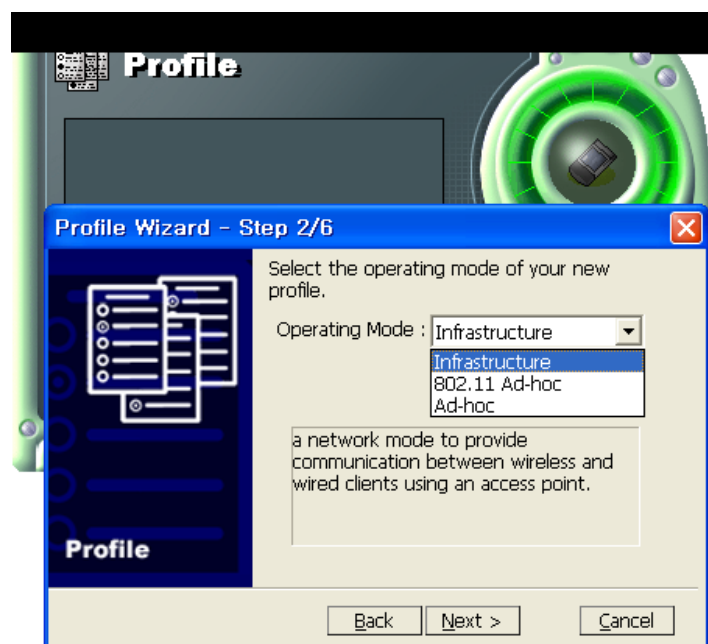 Profile
Profile Wizard - Step 2/6
Select the operating mode of your new
profile.
Operating Mode : Infrastructure
Infrastructure
802.11 Ad-hoc
Ad-hoc
a network mode to provide
communication between wireless and
wired clients using an access point.
Profile
Back Next > Cancel